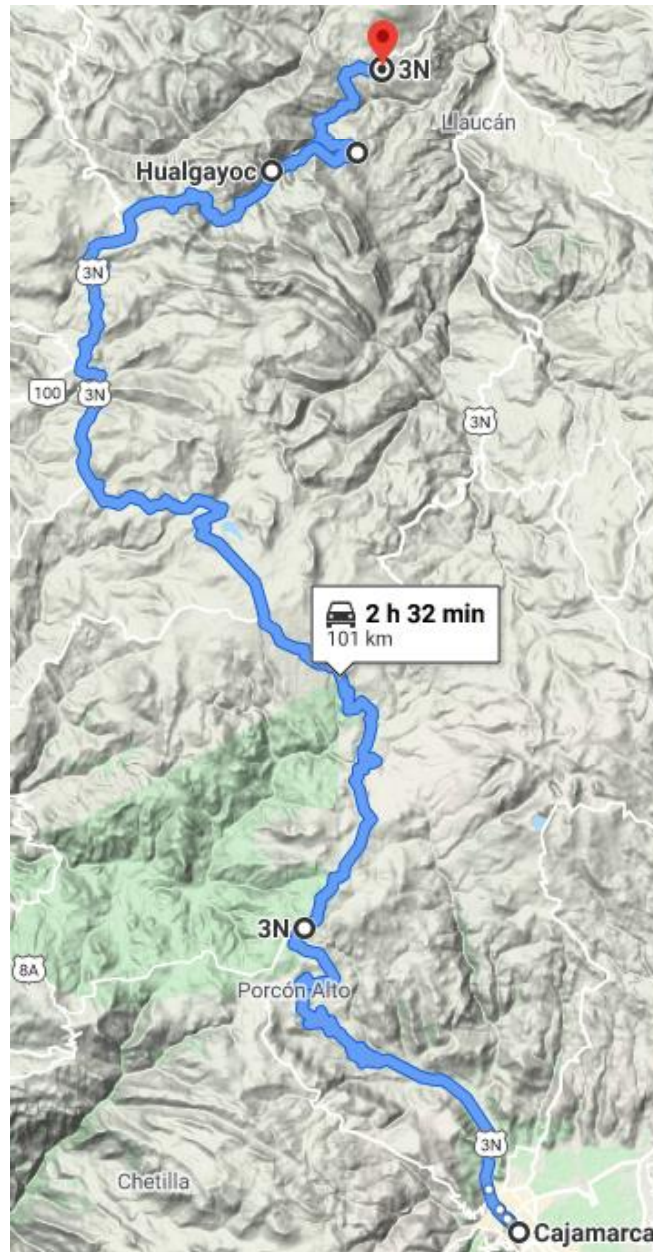 3N
Llaucán
Hualgayoc
3N
100
3N
3N
2 h 32 min
101 km
3N
8A
Porcón Alto
3N
Chetilla
Cajamarca